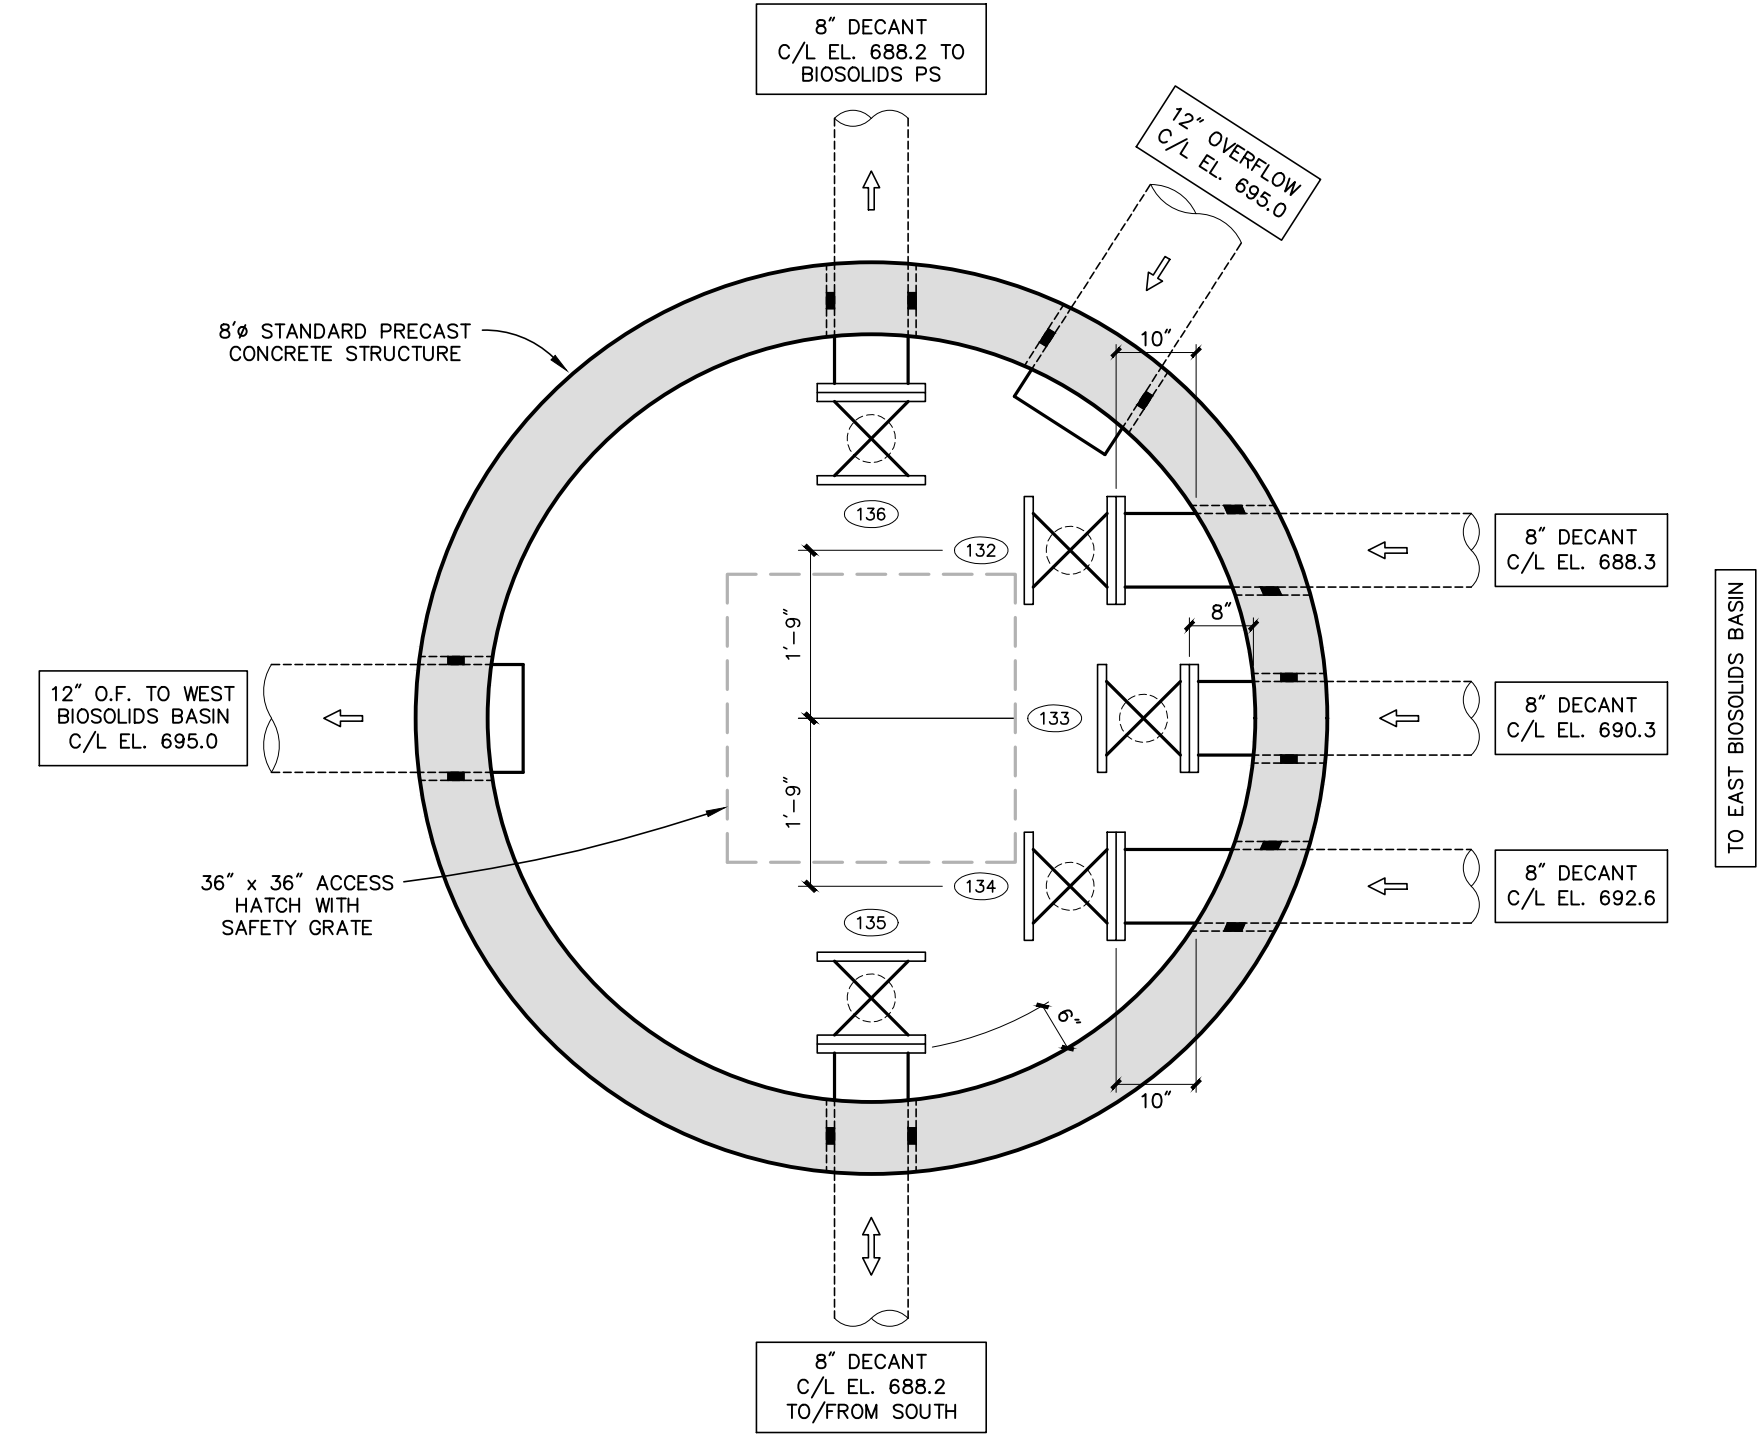 8" DECANT
C/L EL. 688.2 TO
BIOSOLIDS PS
12" OVERFLOW
C/L EL. 695.0
8'ø STANDARD PRECAST
CONCRETE STRUCTURE
10"
136
132
8" DECANT
C/L EL. 688.3
8"
1'-9"
12" O.F. TO WEST
BIOSOLIDS BASIN
C/L EL. 695.0
133
8" DECANT
C/L EL. 690.3
TO EAST BIOSOLIDS BASIN
1'-9"
36" x 36" ACCESS
HATCH WITH
SAFETY GRATE
134
8" DECANT
C/L EL. 692.6
135
6"
10"
8" DECANT
C/L EL. 688.2
TO/FROM SOUTH